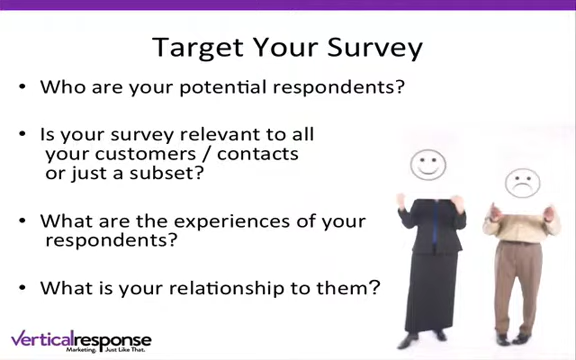 Target Your Survey
• Who are your potential respondents?
• Is your survey relevant to all
your customers / contacts
or just a subset?
• What are the experiences of your
respondents?
• What is your relationship to them?
verticalresponse
Marketing. Just Like That.